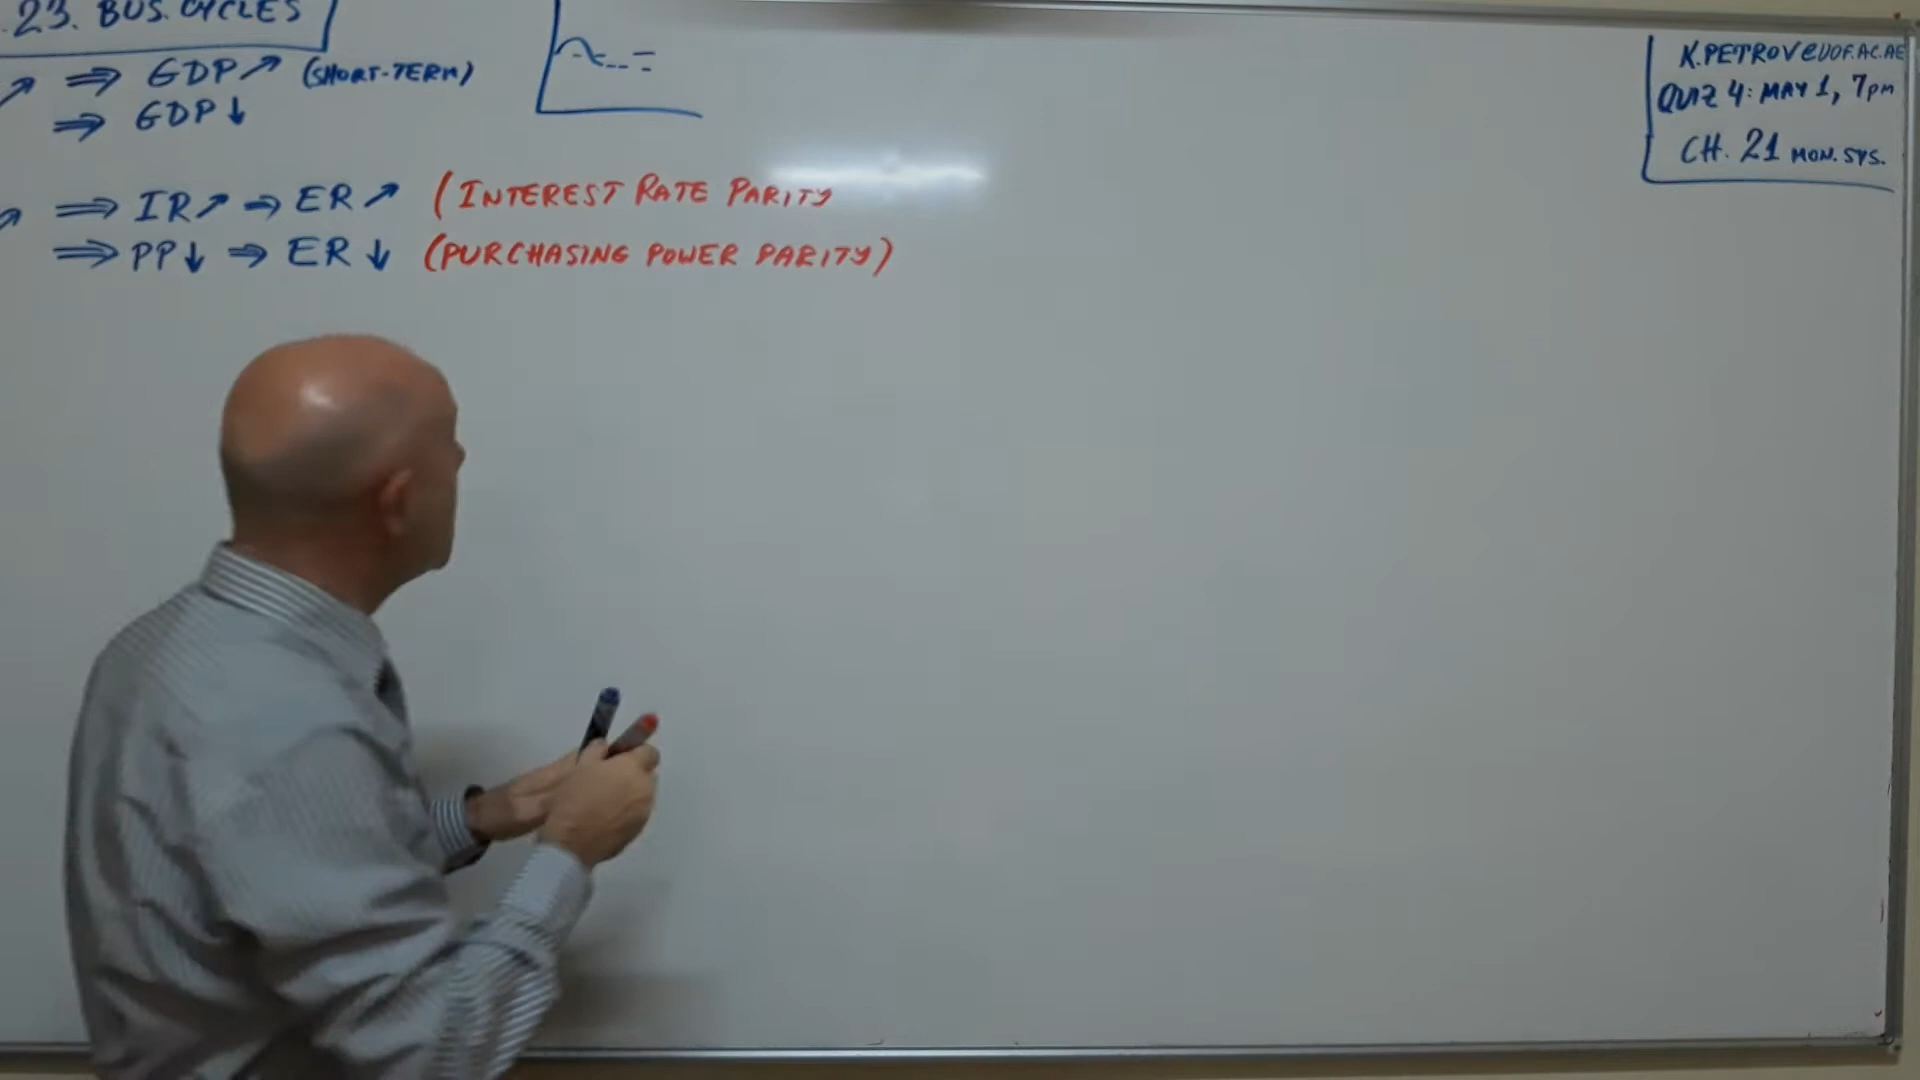 .23. BUS. CYCLES
↗ ⇒ GDP↗ (SHORT-TERM)
⇒ GDP↓
↗ ⇒ IR↗ ⇒ ER↗ (INTEREST RATE PARITY
⇒ PP↓ ⇒ ER↓ (PURCHASING POWER PARITY)
K.PETROV@UOF.AC.AE
QUIZ 4: MAY 1, 7pm
CH. 21 MON. SYS.